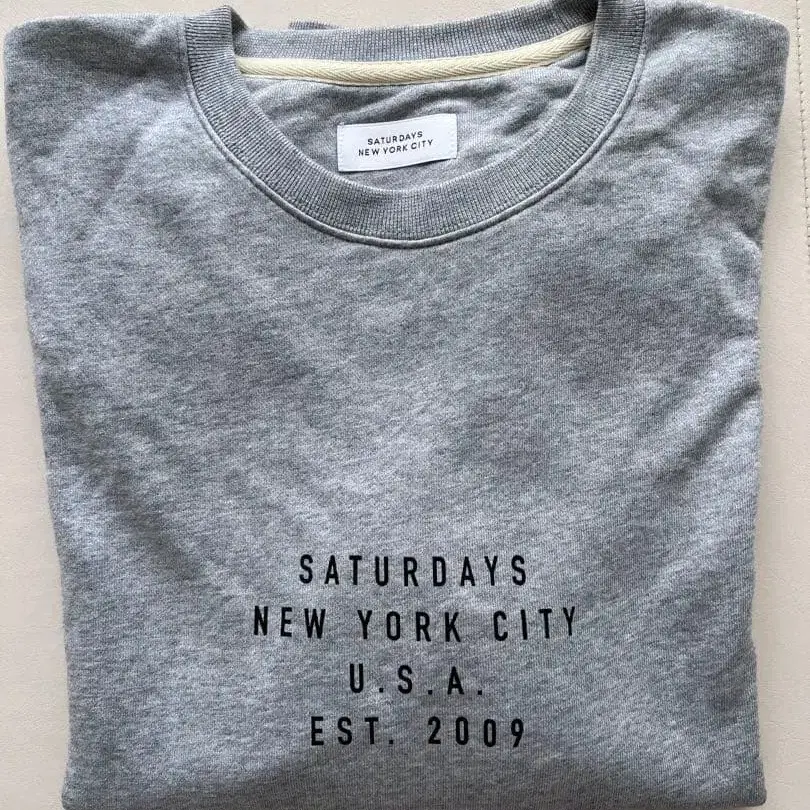 SATURDAYS
NEW YORK CITY
SATURDAYS
NEW YORK CITY
U.S.A.
EST. 2009